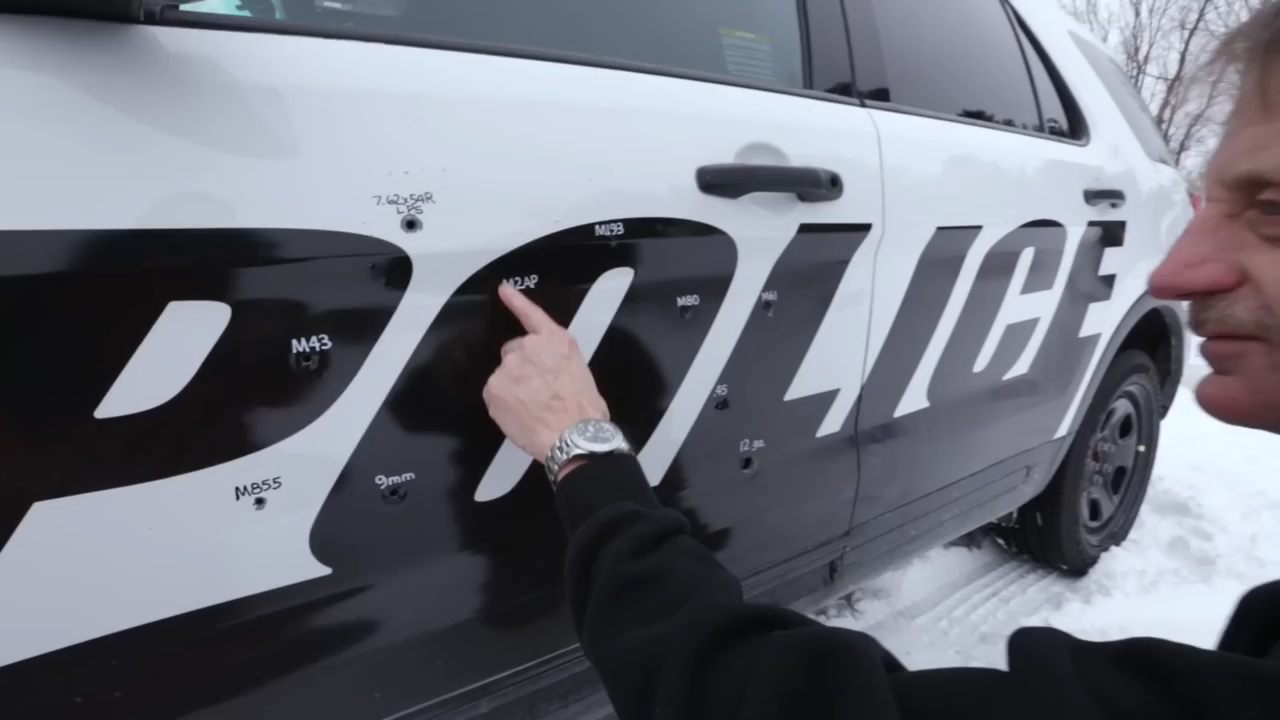 7.62x54R
LPS
M193
M2AP
M80
M61
M43
.45
12 ga.
9mm
M855
POLICE